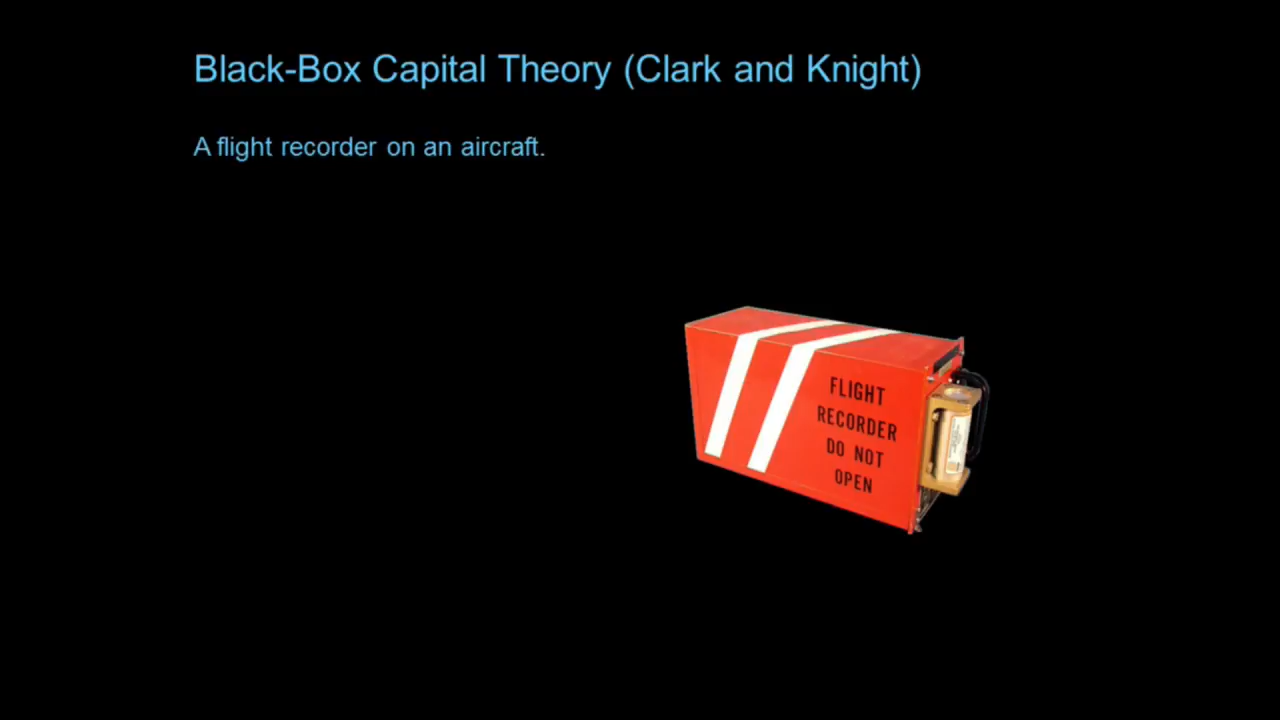 Black-Box Capital Theory (Clark and Knight)
A flight recorder on an aircraft.
FLIGHT
RECORDER
DO NOT
OPEN